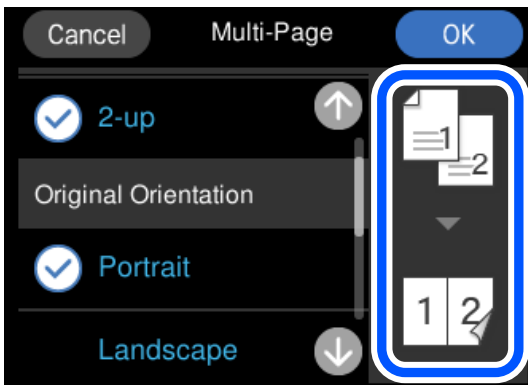 Cancel Multi-Page OK
2-up
Original Orientation
Portrait
Landscape
1
2
1 2